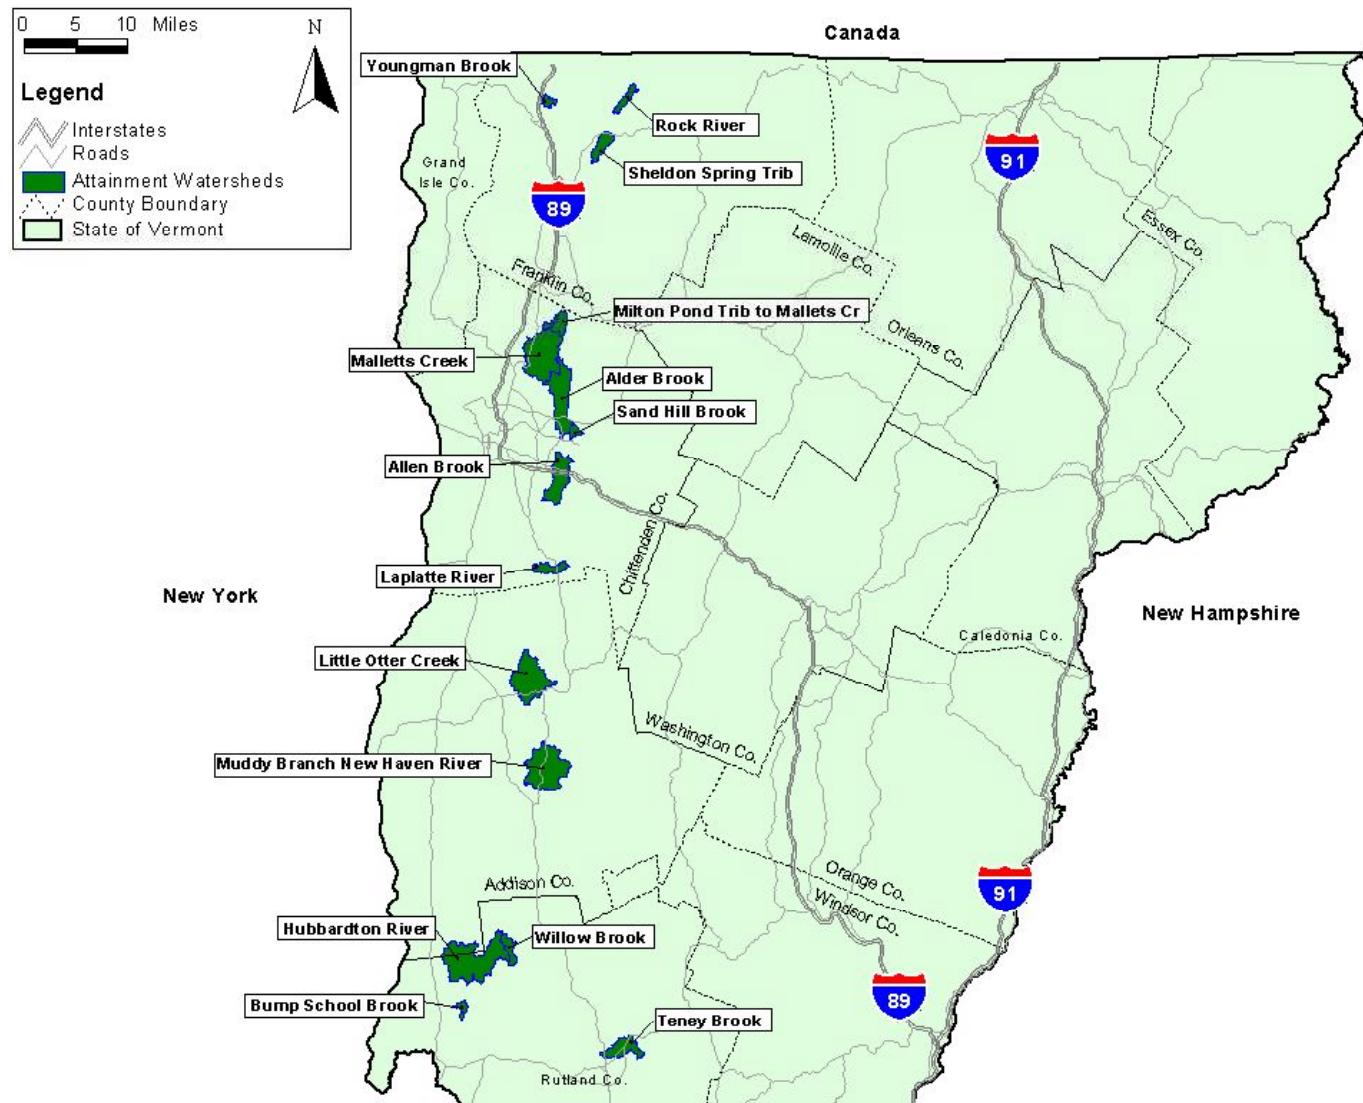 0 5 10 Miles
N
Legend
Interstates
Roads
Attainment Watersheds
County Boundary
State of Vermont
Canada
Youngman Brook
Rock River
Sheldon Spring Trib
Grand
Isle Co.
89
91
Essex Co.
Lamoille Co.
Franklin Co.
Milton Pond Trib to Mallets Cr
Orleans Co.
Malletts Creek
Alder Brook
Sand Hill Brook
Allen Brook
Chittenden Co.
Laplatte River
New York
New Hampshire
Caledonia Co.
Little Otter Creek
Washington Co.
Muddy Branch New Haven River
Addison Co.
Orange Co.
Windsor Co.
91
Hubbardton River
Willow Brook
89
Bump School Brook
Teney Brook
Rutland Co.